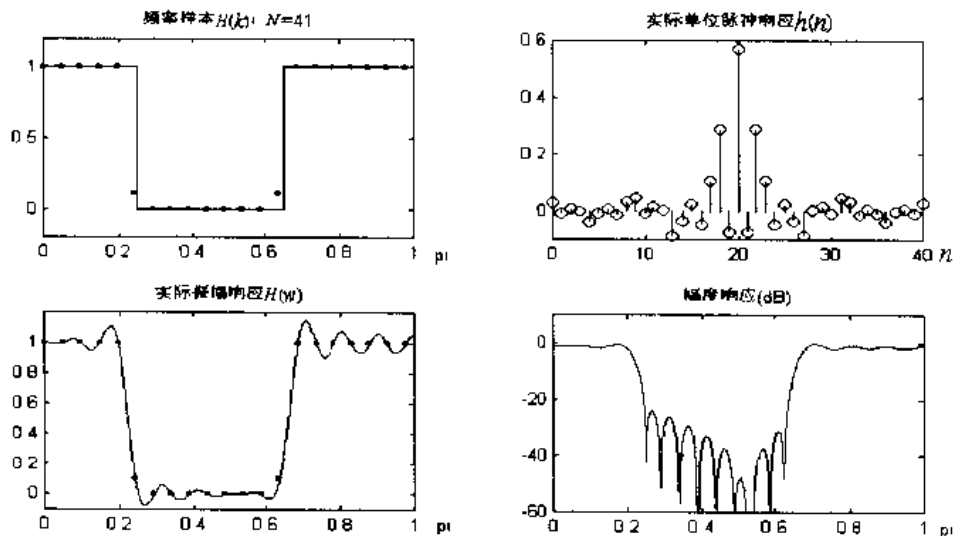 频率样本H(k)：N=41
1
0 5
0
0 0.2 0.4 0.6 0 8 1 pi
实际单位脉冲响应h(n)
0.6
0.4
0 2
0
0 10 20 30 40 n
实际振幅响应H(w)
1
0 8
0 6
0 4
0 2
0
0 0 2 0 4 0 6 0 8 1 pi
幅度响应(dB)
0
-20
-40
-60
0 0 2 0 4 0 6 0 8 1 pi